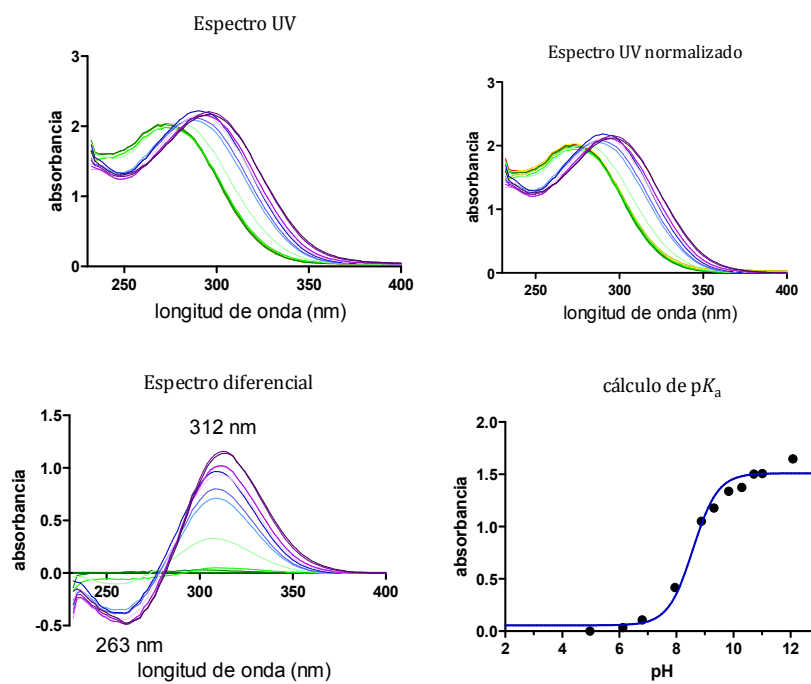 Espectro UV
3
2
1
0
250
300
350
400
absorbancia
longitud de onda (nm)
Espectro UV normalizado
3
2
1
0
250
300
350
400
absorbancia
longitud de onda (nm)
Espectro diferencial
312 nm
1.5
1.0
0.5
0.0
-0.5
250
300
350
400
absorbancia
263 nm
longitud de onda (nm)
cálculo de pKa
2.0
1.5
1.0
0.5
0.0
2
4
6
8
10
12
absorbancia
pH